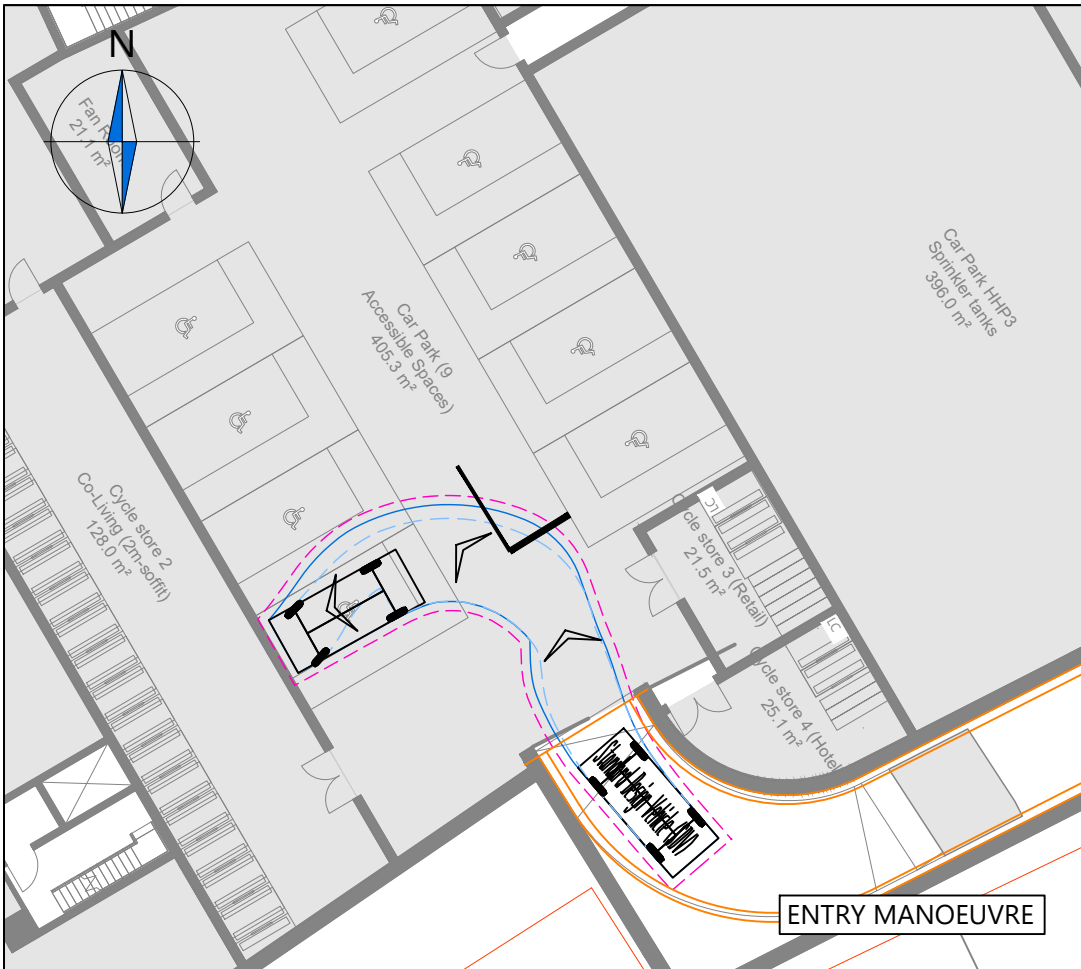 N
Fan Room
21.1 m²
Car Park (9
Accessible Spaces)
405.3 m²
Car Park HHP3
Sprinkler tanks
396.0 m²
Cycle store 2
Co-Living (2m-soffit)
128.0 m²
Cycle store 3 (Retail)
21.5 m²
LC
LC
Cycle store 4 (Hotel
25.1 m²
ENTRY MANOEUVRE